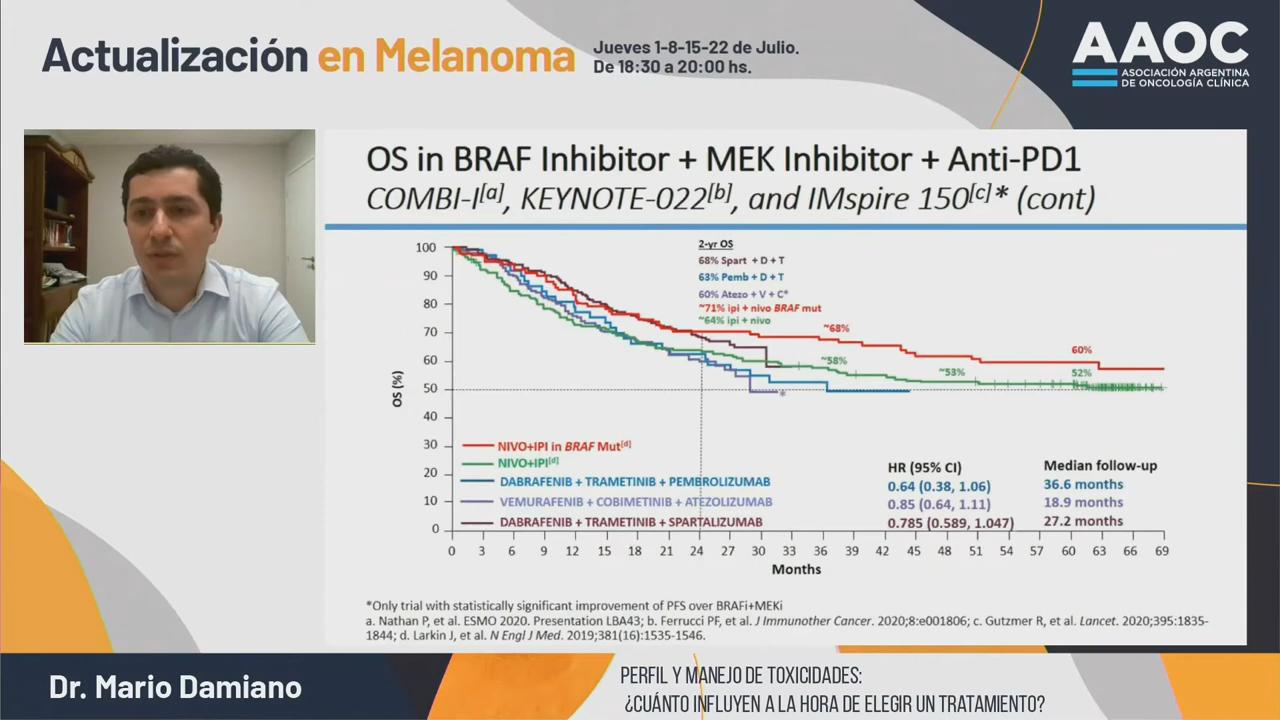 Actualización en Melanoma
Jueves 1-8-15-22 de Julio.
De 18:30 a 20:00 hs.
AAOC
ASOCIACIÓN ARGENTINA
DE ONCOLOGÍA CLÍNICA
OS in BRAF Inhibitor + MEK Inhibitor + Anti-PD1
COMBI-I[a], KEYNOTE-022[b], and IMspire 150[c]* (cont)
2-yr OS
68% Spart + D + T
63% Pemb + D + T
60% Atezo + V + C*
~71% ipi + nivo BRAF mut
~64% ipi + nivo
~68%
60%
~58%
~53%
52%
*
OS (%)
100
90
80
70
60
50
40
30
20
10
0
NIVO+IPI in BRAF Mut[d]
NIVO+IPI[d]
DABRAFENIB + TRAMETINIB + PEMBROLIZUMAB
VEMURAFENIB + COBIMETINIB + ATEZOLIZUMAB
DABRAFENIB + TRAMETINIB + SPARTALIZUMAB
HR (95% CI) Median follow-up
0.64 (0.38, 1.06) 36.6 months
0.85 (0.64, 1.11) 18.9 months
0.785 (0.589, 1.047) 27.2 months
0 3 6 9 12 15 18 21 24 27 30 33 36 39 42 45 48 51 54 57 60 63 66 69
Months
*Only trial with statistically significant improvement of PFS over BRAFi+MEKi
a. Nathan P, et al. ESMO 2020. Presentation LBA43; b. Ferrucci PF, et al. J Immunother Cancer. 2020;8:e001806; c. Gutzmer R, et al. Lancet. 2020;395:1835-
1844; d. Larkin J, et al. N Engl J Med. 2019;381(16):1535-1546.
Dr. Mario Damiano
PERFIL Y MANEJO DE TOXICIDADES:
¿CUÁNTO INFLUYEN A LA HORA DE ELEGIR UN TRATAMIENTO?